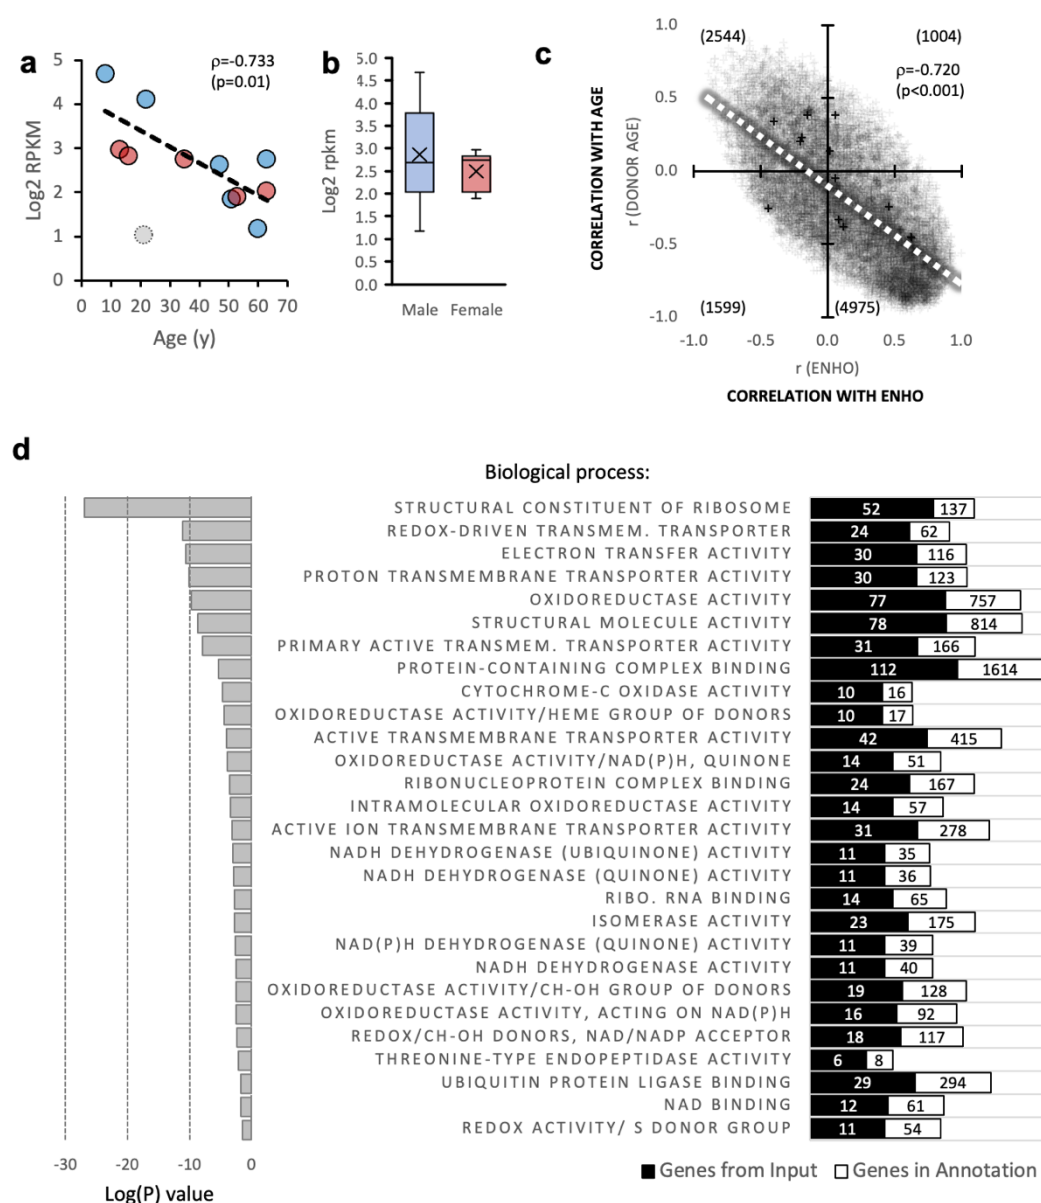 a
ρ=-0.733
(p=0.01)
5
4
3
2
1
0
Log2 RPKM
0 10 20 30 40 50 60 70
Age (y)
b
5.0
4.5
4.0
3.5
3.0
2.5
2.0
1.5
1.0
0.5
0.0
Log2 rpkm
Male Female
c
(2544)
(1004)
ρ=-0.720
(p<0.001)
1.0
0.5
0.0
-0.5
-1.0
CORRELATION WITH AGE
r (DONOR AGE)
(1599)
(4975)
-1.0 -0.5 0.0 0.5 1.0
r (ENHO)
CORRELATION WITH ENHO
d
Biological process:
STRUCTURAL CONSTITUENT OF RIBOSOME 52 137
REDOX-DRIVEN TRANSMEM. TRANSPORTER 24 62
ELECTRON TRANSFER ACTIVITY 30 116
PROTON TRANSMEMBRANE TRANSPORTER ACTIVITY 30 123
OXIDOREDUCTASE ACTIVITY 77 757
STRUCTURAL MOLECULE ACTIVITY 78 814
PRIMARY ACTIVE TRANSMEM. TRANSPORTER ACTIVITY 31 166
PROTEIN-CONTAINING COMPLEX BINDING 112 1614
CYTOCHROME-C OXIDASE ACTIVITY 10 16
OXIDOREDUCTASE ACTIVITY/HEME GROUP OF DONORS 10 17
ACTIVE TRANSMEMBRANE TRANSPORTER ACTIVITY 42 415
OXIDOREDUCTASE ACTIVITY/NAD(P)H, QUINONE 14 51
RIBONUCLEOPROTEIN COMPLEX BINDING 24 167
INTRAMOLECULAR OXIDOREDUCTASE ACTIVITY 14 57
ACTIVE ION TRANSMEMBRANE TRANSPORTER ACTIVITY 31 278
NADH DEHYDROGENASE (UBIQUINONE) ACTIVITY 11 35
NADH DEHYDROGENASE (QUINONE) ACTIVITY 11 36
RIBO. RNA BINDING 14 65
ISOMERASE ACTIVITY 23 175
NAD(P)H DEHYDROGENASE (QUINONE) ACTIVITY 11 39
NADH DEHYDROGENASE ACTIVITY 11 40
OXIDOREDUCTASE ACTIVITY/CH-OH GROUP OF DONORS 19 128
OXIDOREDUCTASE ACTIVITY, ACTING ON NAD(P)H 16 92
REDOX/CH-OH DONORS, NAD/NADP ACCEPTOR 18 117
THREONINE-TYPE ENDOPEPTIDASE ACTIVITY 6 8
UBIQUITIN PROTEIN LIGASE BINDING 29 294
NAD BINDING 12 61
REDOX ACTIVITY/ S DONOR GROUP 11 54
-30 -20 -10 0
Log(P) value
Genes from Input Genes in Annotation